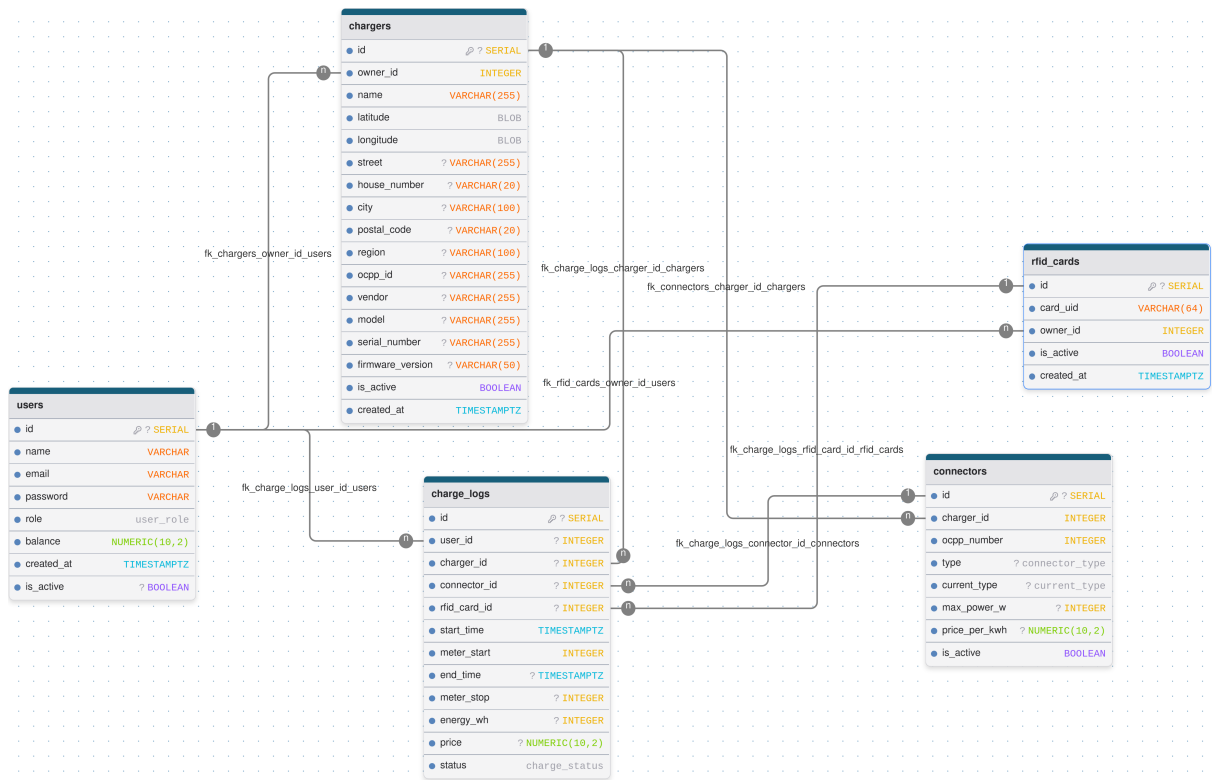 chargers
id ? SERIAL
owner_id INTEGER
name VARCHAR(255)
latitude BLOB
longitude BLOB
street ? VARCHAR(255)
house_number ? VARCHAR(20)
city ? VARCHAR(100)
postal_code ? VARCHAR(20)
region ? VARCHAR(100)
ocpp_id ? VARCHAR(255)
vendor ? VARCHAR(255)
model ? VARCHAR(255)
serial_number ? VARCHAR(255)
firmware_version ? VARCHAR(50)
is_active BOOLEAN
created_at TIMESTAMPTZ
1
n
fk_chargers_owner_id_users
fk_charge_logs_charger_id_chargers
fk_connectors_charger_id_chargers
rfid_cards
id ? SERIAL
card_uid VARCHAR(64)
owner_id INTEGER
is_active BOOLEAN
created_at TIMESTAMPTZ
1
n
fk_rfid_cards_owner_id_users
users
id ? SERIAL
name VARCHAR
email VARCHAR
password VARCHAR
role user_role
balance NUMERIC(10,2)
created_at TIMESTAMPTZ
is_active ? BOOLEAN
1
fk_charge_logs_user_id_users
fk_charge_logs_rfid_card_id_rfid_cards
charge_logs
id ? SERIAL
user_id ? INTEGER
charger_id ? INTEGER
connector_id ? INTEGER
rfid_card_id ? INTEGER
start_time TIMESTAMPTZ
meter_start INTEGER
end_time ? TIMESTAMPTZ
meter_stop ? INTEGER
energy_wh ? INTEGER
price ? NUMERIC(10,2)
status charge_status
n
n
n
n
fk_charge_logs_connector_id_connectors
connectors
id ? SERIAL
charger_id INTEGER
ocpp_number INTEGER
type ? connector_type
current_type ? current_type
max_power_w ? INTEGER
price_per_kwh ? NUMERIC(10,2)
is_active BOOLEAN
1
n